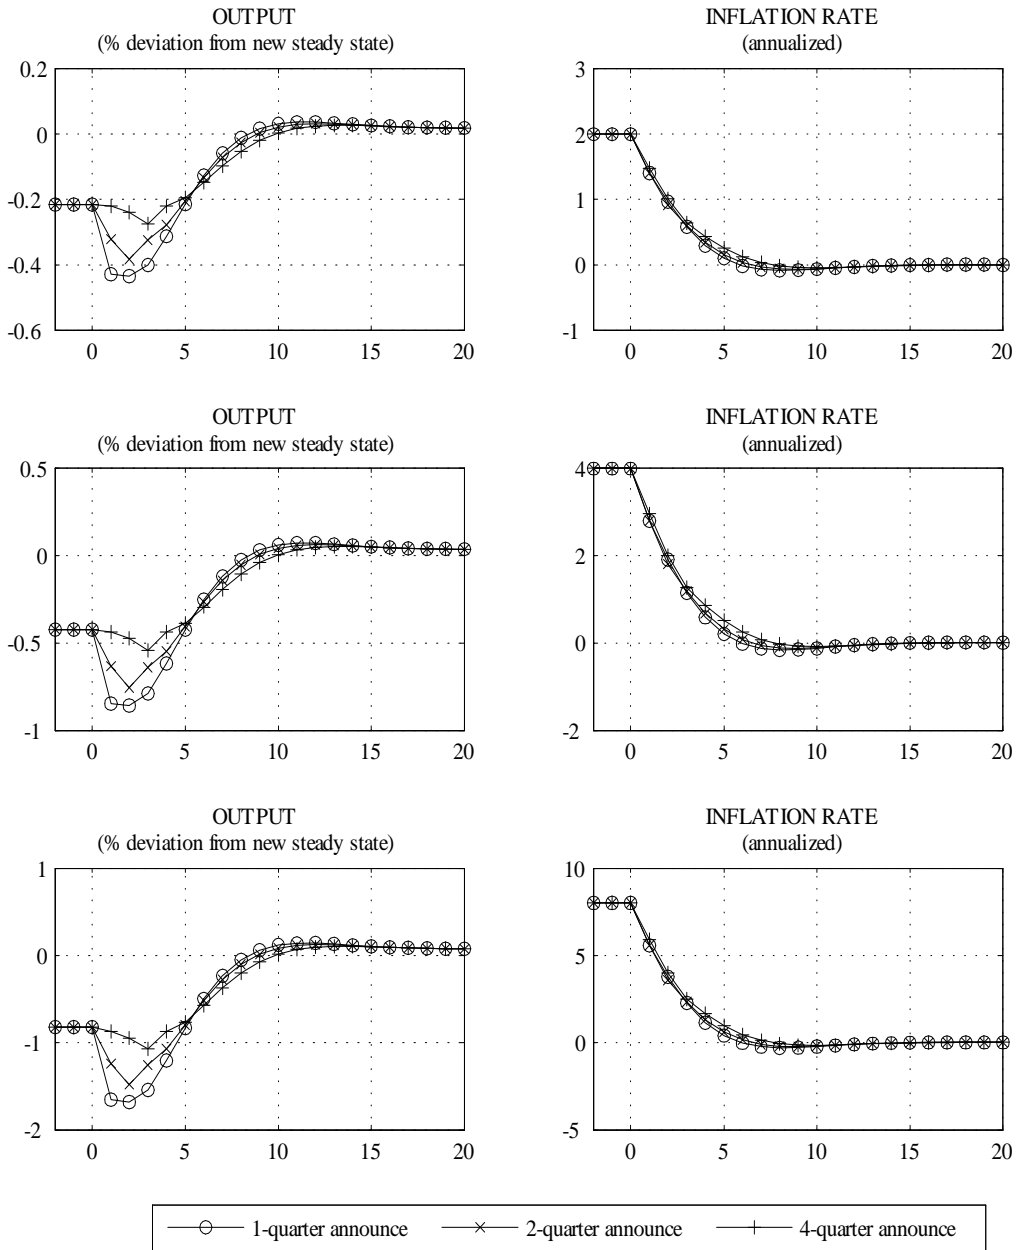 OUTPUT
(% deviation from new steady state)
INFLATION RATE
(annualized)
0.2
0
-0.2
-0.4
-0.6
0 5 10 15 20
3
2
1
0
-1
0 5 10 15 20
OUTPUT
(% deviation from new steady state)
INFLATION RATE
(annualized)
0.5
0
-0.5
-1
0 5 10 15 20
4
2
0
-2
0 5 10 15 20
OUTPUT
(% deviation from new steady state)
INFLATION RATE
(annualized)
1
0
-1
-2
0 5 10 15 20
10
5
0
-5
0 5 10 15 20
1-quarter announce 2-quarter announce 4-quarter announce